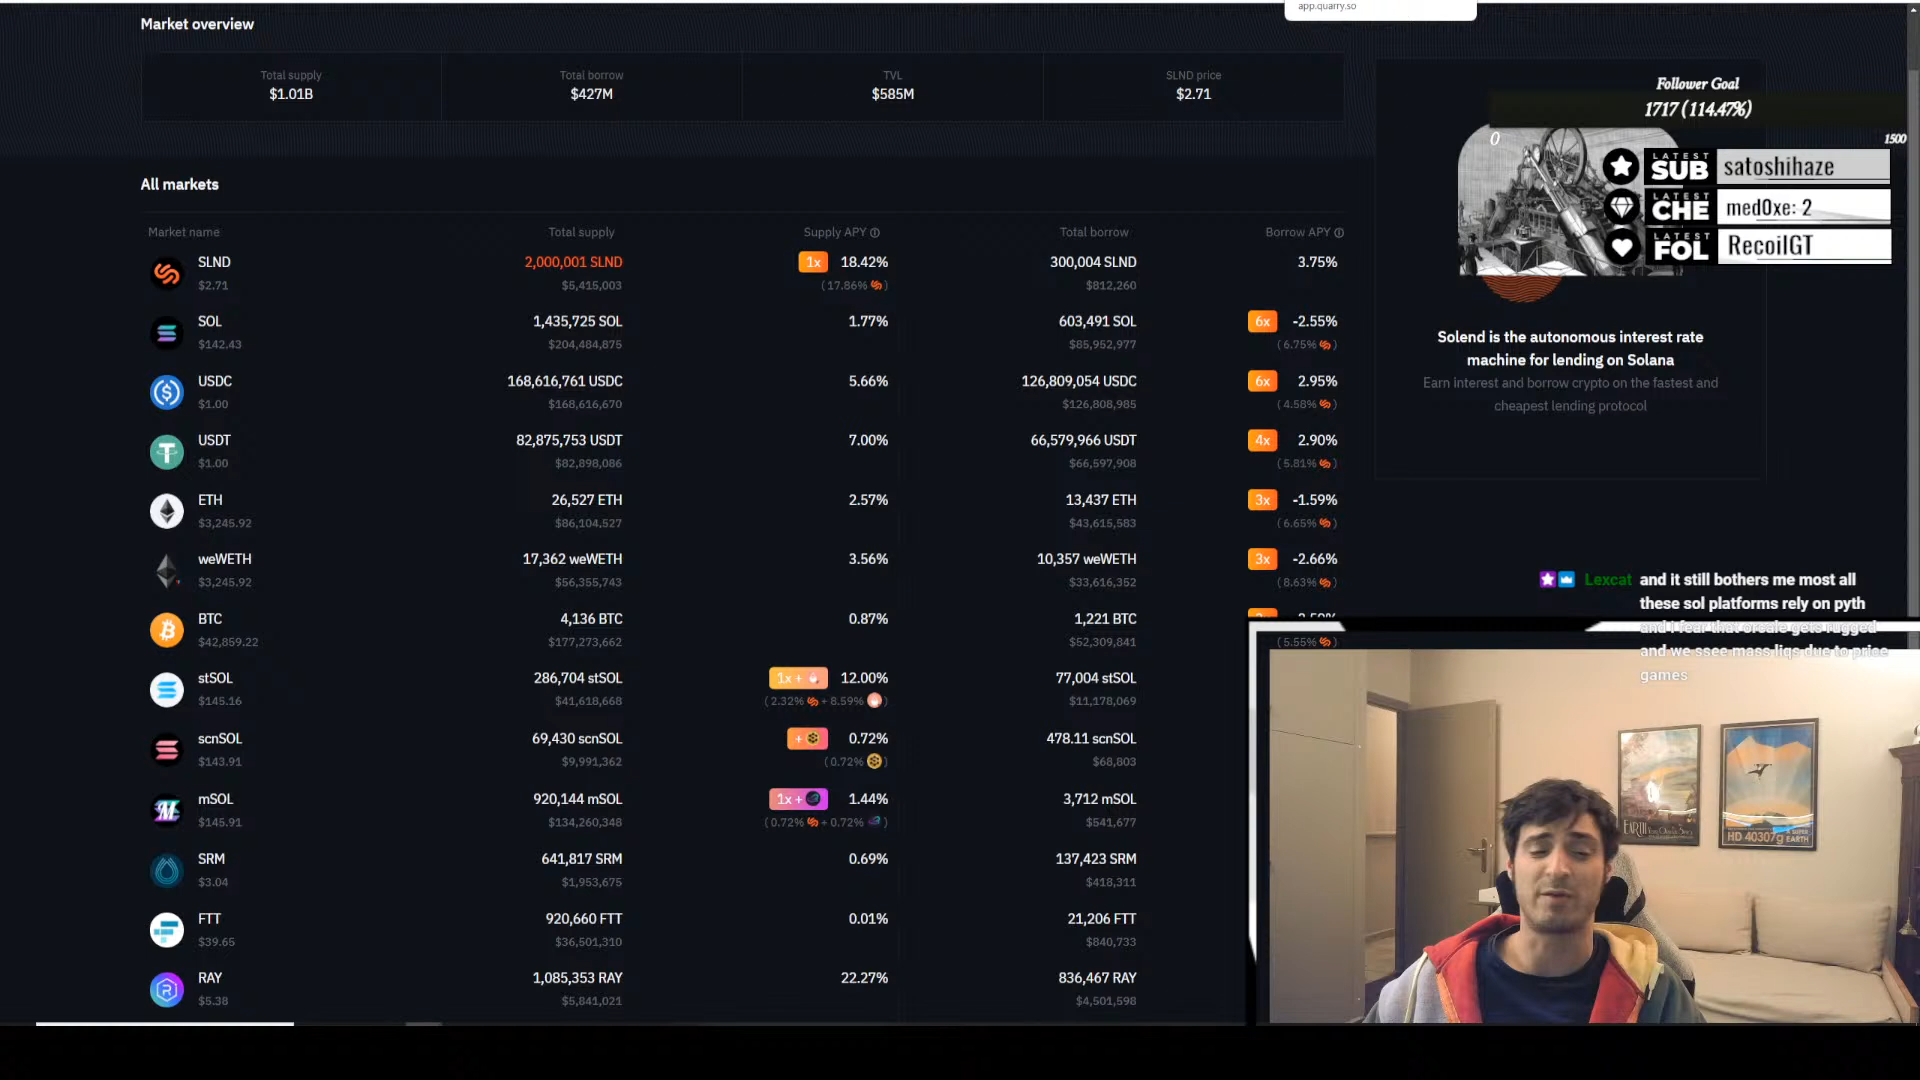 app.quarry.so
Market overview
Total supply
$1.01B
Total borrow
$427M
TVL
$585M
SLND price
$2.71
All markets
Market name Total supply Supply APY Total borrow Borrow APY
SLND 2,000,001 SLND 1x 18.42% 300,004 SLND 3.75%
$2.71 $5,415,003 (17.86%) $812,260
SOL 1,435,725 SOL 1.77% 603,491 SOL 6x -2.55%
$142.43 $204,484,875 $85,952,977 (6.75%)
USDC 168,616,761 USDC 5.66% 126,809,054 USDC 6x 2.95%
$1.00 $168,616,670 $126,808,985 (4.58%)
USDT 82,875,753 USDT 7.00% 66,579,966 USDT 4x 2.90%
$1.00 $82,898,086 $66,597,908 (5.81%)
ETH 26,527 ETH 2.57% 13,437 ETH 3x -1.59%
$3,245.92 $86,104,527 $43,615,583 (6.65%)
weWETH 17,362 weWETH 3.56% 10,357 weWETH 3x -2.66%
$3,245.92 $56,355,743 $33,616,352 (8.63%)
BTC 4,136 BTC 0.87% 1,221 BTC
$42,859.22 $177,273,662 $52,309,841 (5.55%)
stSOL 286,704 stSOL 1x + 12.00% 77,004 stSOL
$145.16 $41,618,668 (2.32% + 8.59%) $11,178,069
scnSOL 69,430 scnSOL + 0.72% 478.11 scnSOL
$143.91 $9,991,362 (0.72%) $68,803
mSOL 920,144 mSOL 1x + 1.44% 3,712 mSOL
$145.91 $134,260,348 (0.72% + 0.72%) $541,677
SRM 641,817 SRM 0.69% 137,423 SRM
$3.04 $1,953,675 $418,311
FTT 920,660 FTT 0.01% 21,206 FTT
$39.65 $36,501,310 $840,733
RAY 1,085,353 RAY 22.27% 836,467 RAY
$5.38 $5,841,021 $4,501,598
Follower Goal
1717 (114.47%)
0 1500
LATEST SUB satoshihaze
LATEST CHE med0xe: 2
LATEST FOL RecoilGT
Solend is the autonomous interest rate
machine for lending on Solana
Earn interest and borrow crypto on the fastest and
cheapest lending protocol
Lexcat and it still bothers me most all
these sol platforms rely on pyth
and i fear that orcale gets rugged
and we ssee mass liqs due to price
games
HD 40307g